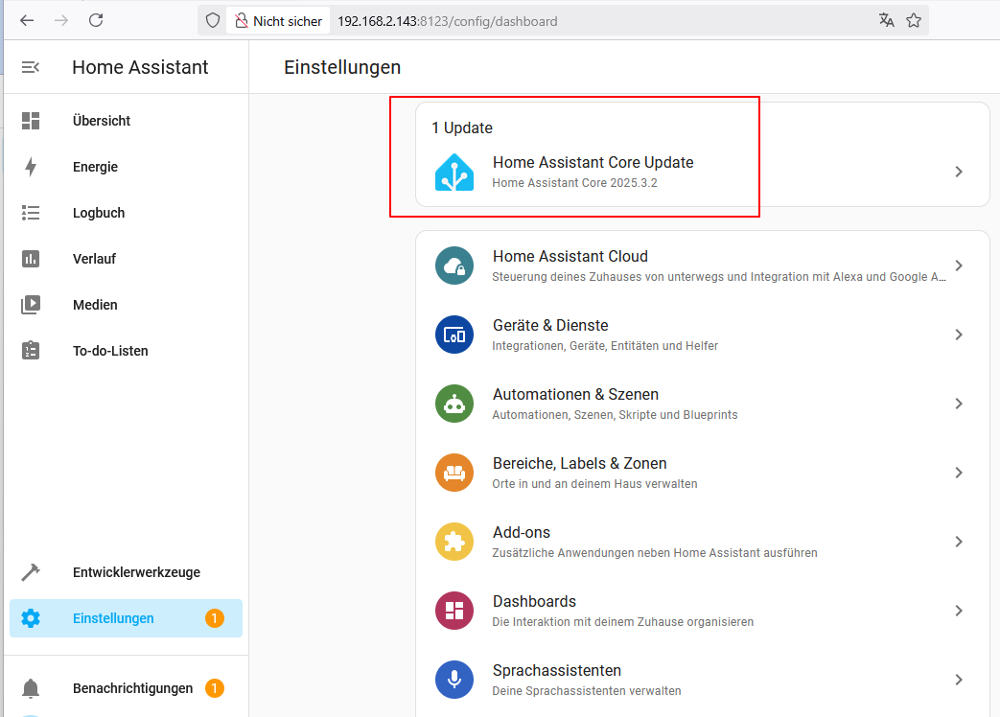 Nicht sicher 192.168.2.143:8123/config/dashboard
Home Assistant
Einstellungen
Übersicht
Energie
Logbuch
Verlauf
Medien
To-do-Listen
Entwicklerwerkzeuge
Einstellungen 1
Benachrichtigungen 1
1 Update
Home Assistant Core Update
Home Assistant Core 2025.3.2
Home Assistant Cloud
Steuerung deines Zuhauses von unterwegs und Integration mit Alexa und Google A...
Geräte & Dienste
Integrationen, Geräte, Entitäten und Helfer
Automationen & Szenen
Automationen, Szenen, Skripte und Blueprints
Bereiche, Labels & Zonen
Orte in und an deinem Haus verwalten
Add-ons
Zusätzliche Anwendungen neben Home Assistant ausführen
Dashboards
Die Interaktion mit deinem Zuhause organisieren
Sprachassistenten
Deine Sprachassistenten verwalten